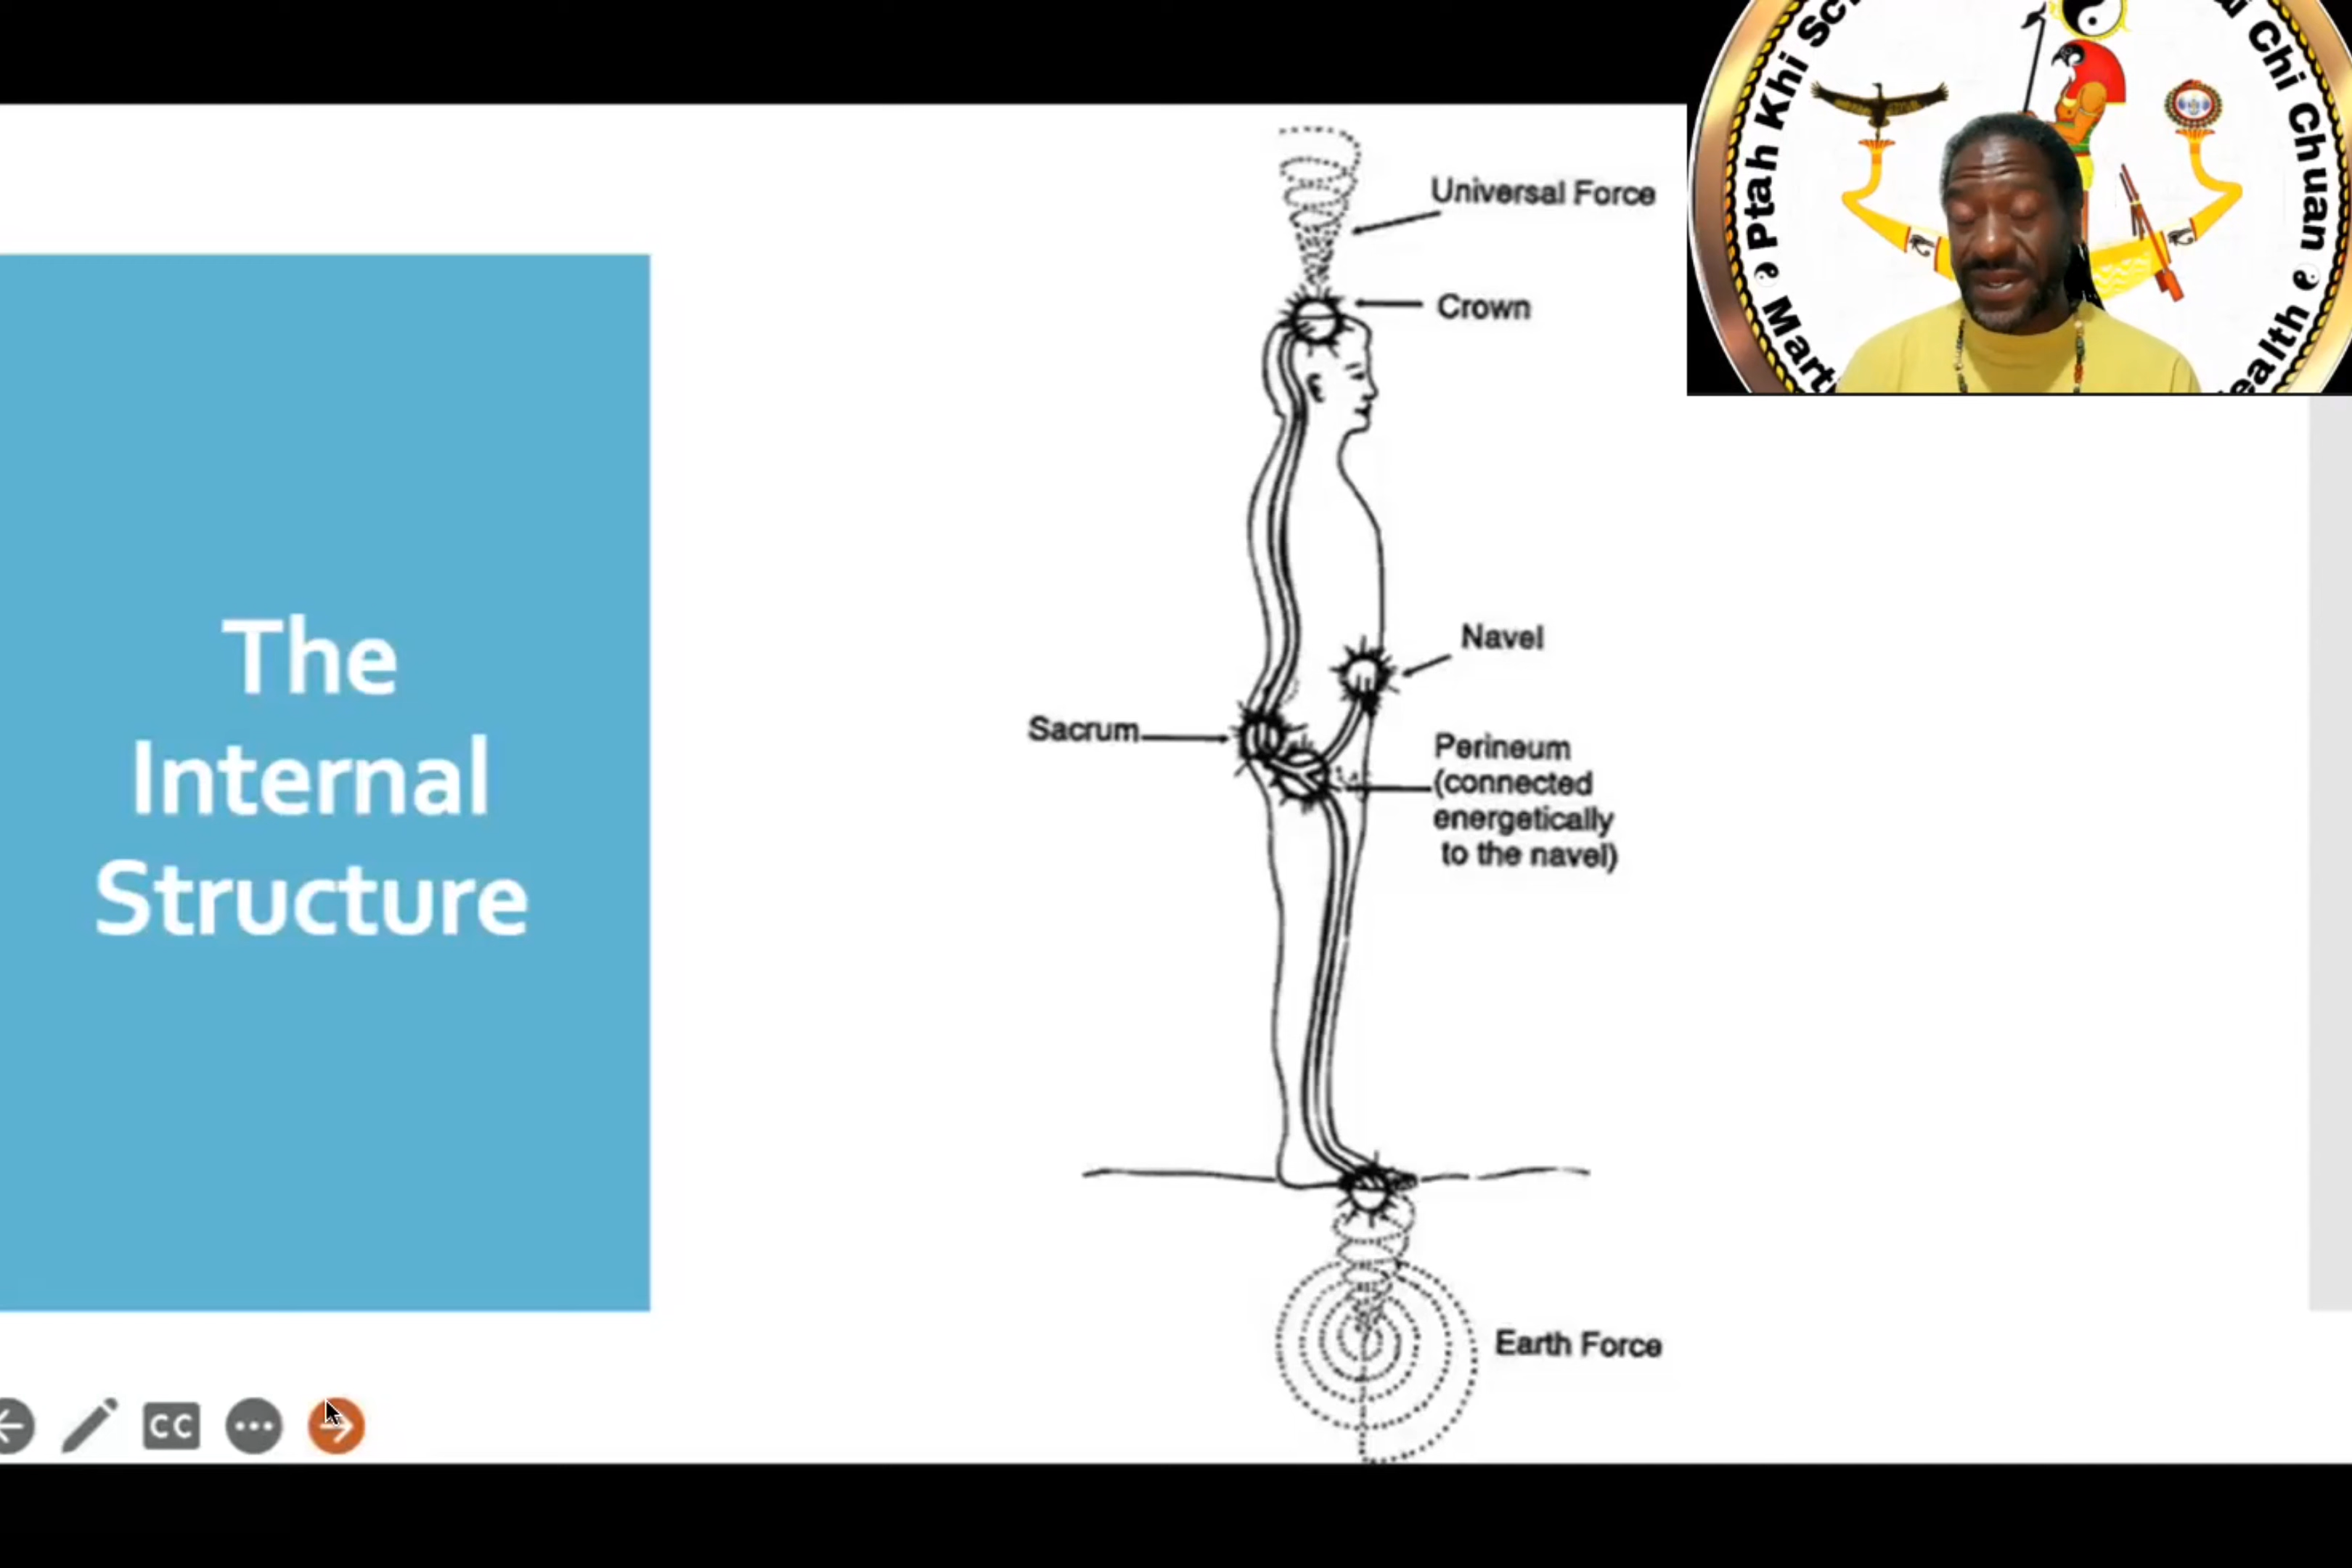 The
Internal
Structure
Universal Force
Crown
Navel
Sacrum
Perineum
(connected
energetically
to the navel)
Earth Force
Ptah Khi
Chi Chuan
CC